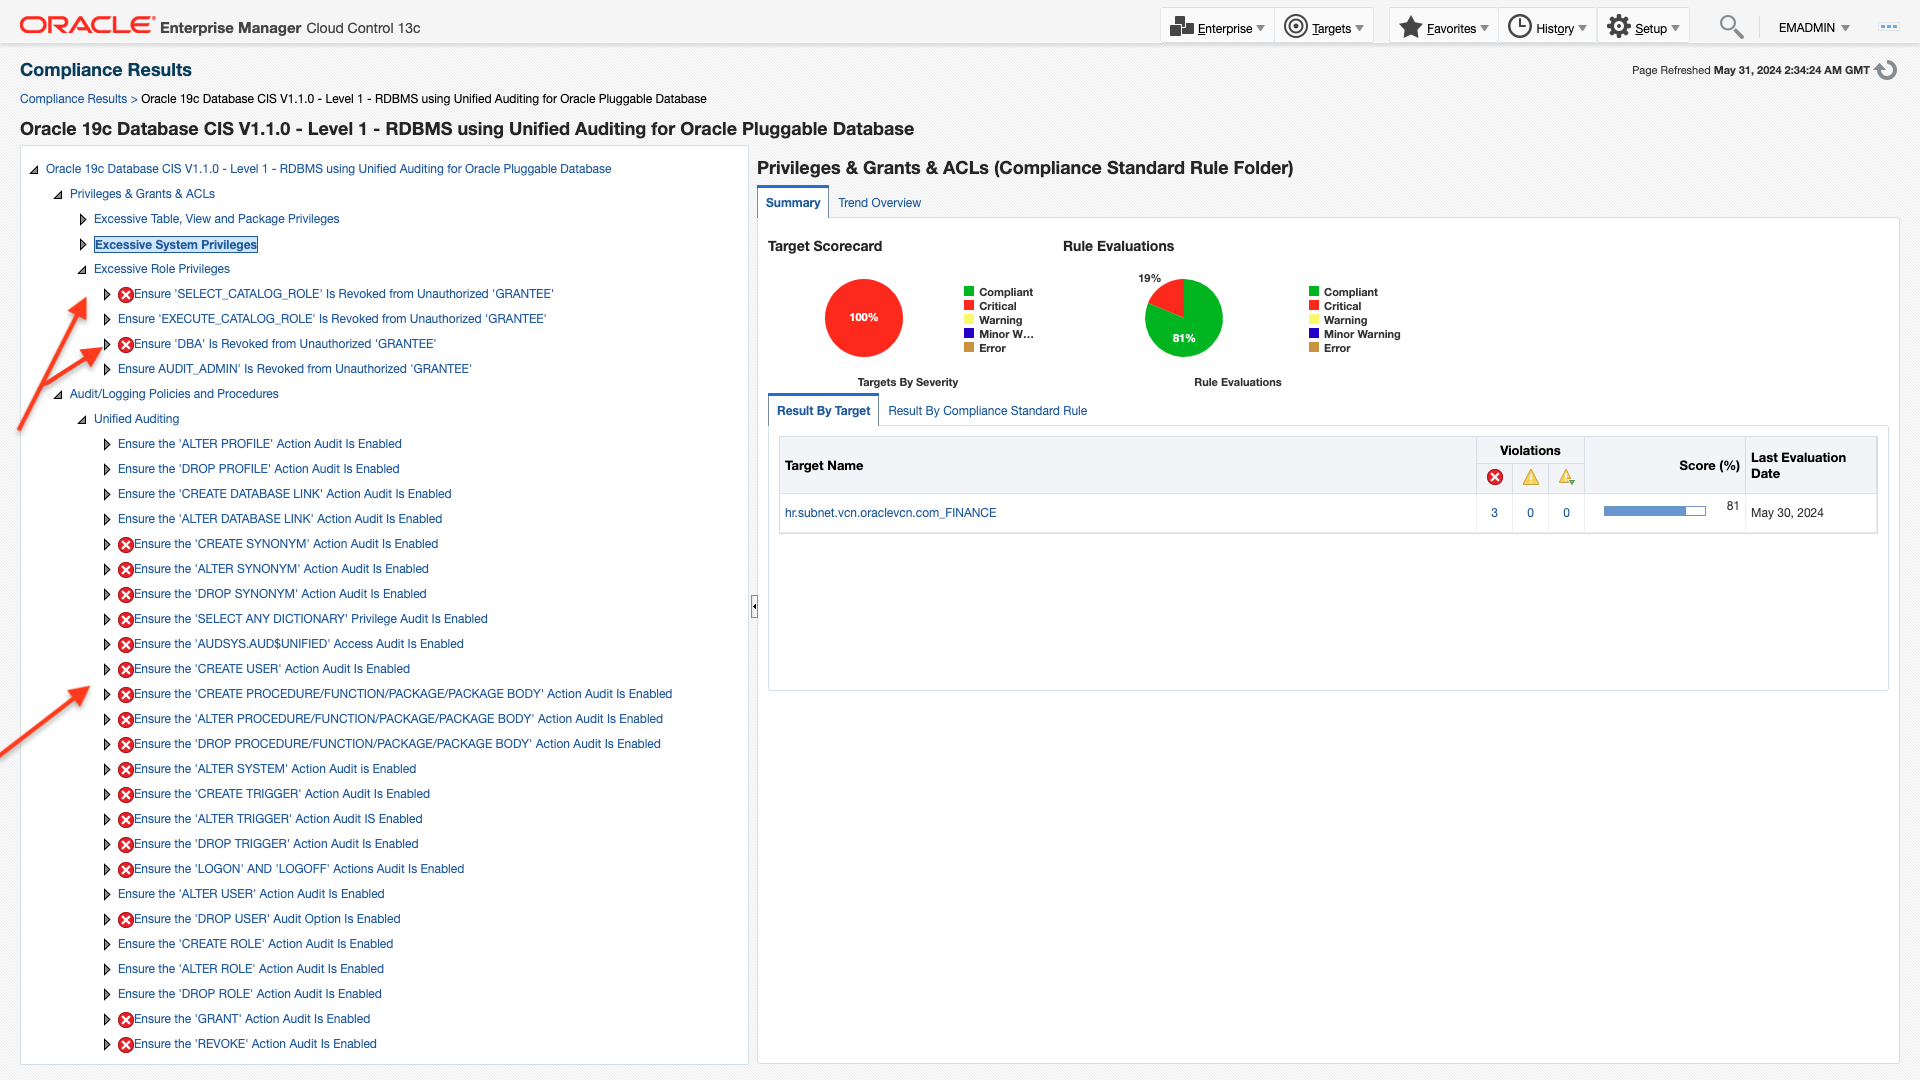 ORACLE Enterprise Manager Cloud Control 13c
Enterprise
Targets
Favorites
History
Setup
EMADMIN
Compliance Results
Page Refreshed May 31, 2024 2:34:24 AM GMT
Compliance Results > Oracle 19c Database CIS V1.1.0 - Level 1 - RDBMS using Unified Auditing for Oracle Pluggable Database
Oracle 19c Database CIS V1.1.0 - Level 1 - RDBMS using Unified Auditing for Oracle Pluggable Database
Oracle 19c Database CIS V1.1.0 - Level 1 - RDBMS using Unified Auditing for Oracle Pluggable Database
Privileges & Grants & ACLs
Excessive Table, View and Package Privileges
Excessive System Privileges
Excessive Role Privileges
Ensure 'SELECT_CATALOG_ROLE' Is Revoked from Unauthorized 'GRANTEE'
Ensure 'EXECUTE_CATALOG_ROLE' Is Revoked from Unauthorized 'GRANTEE'
Ensure 'DBA' Is Revoked from Unauthorized 'GRANTEE'
Ensure AUDIT_ADMIN' Is Revoked from Unauthorized 'GRANTEE'
Audit/Logging Policies and Procedures
Unified Auditing
Ensure the 'ALTER PROFILE' Action Audit Is Enabled
Ensure the 'DROP PROFILE' Action Audit Is Enabled
Ensure the 'CREATE DATABASE LINK' Action Audit Is Enabled
Ensure the 'ALTER DATABASE LINK' Action Audit Is Enabled
Ensure the 'CREATE SYNONYM' Action Audit Is Enabled
Ensure the 'ALTER SYNONYM' Action Audit Is Enabled
Ensure the 'DROP SYNONYM' Action Audit Is Enabled
Ensure the 'SELECT ANY DICTIONARY' Privilege Audit Is Enabled
Ensure the 'AUDSYS.AUD$UNIFIED' Access Audit Is Enabled
Ensure the 'CREATE USER' Action Audit Is Enabled
Ensure the 'CREATE PROCEDURE/FUNCTION/PACKAGE/PACKAGE BODY' Action Audit Is Enabled
Ensure the 'ALTER PROCEDURE/FUNCTION/PACKAGE/PACKAGE BODY' Action Audit Is Enabled
Ensure the 'DROP PROCEDURE/FUNCTION/PACKAGE/PACKAGE BODY' Action Audit Is Enabled
Ensure the 'ALTER SYSTEM' Action Audit is Enabled
Ensure the 'CREATE TRIGGER' Action Audit Is Enabled
Ensure the 'ALTER TRIGGER' Action Audit IS Enabled
Ensure the 'DROP TRIGGER' Action Audit Is Enabled
Ensure the 'LOGON' AND 'LOGOFF' Actions Audit Is Enabled
Ensure the 'ALTER USER' Action Audit Is Enabled
Ensure the 'DROP USER' Audit Option Is Enabled
Ensure the 'CREATE ROLE' Action Audit Is Enabled
Ensure the 'ALTER ROLE' Action Audit Is Enabled
Ensure the 'DROP ROLE' Action Audit Is Enabled
Ensure the 'GRANT' Action Audit Is Enabled
Ensure the 'REVOKE' Action Audit Is Enabled
Privileges & Grants & ACLs (Compliance Standard Rule Folder)
Summary
Trend Overview
Target Scorecard
100%
Compliant
Critical
Warning
Minor W...
Error
Targets By Severity
Rule Evaluations
19%
81%
Compliant
Critical
Warning
Minor Warning
Error
Rule Evaluations
Result By Target
Result By Compliance Standard Rule
Target Name
Violations
Score (%)
Last Evaluation
Date
hr.subnet.vcn.oraclevcn.com_FINANCE
3
0
0
81
May 30, 2024